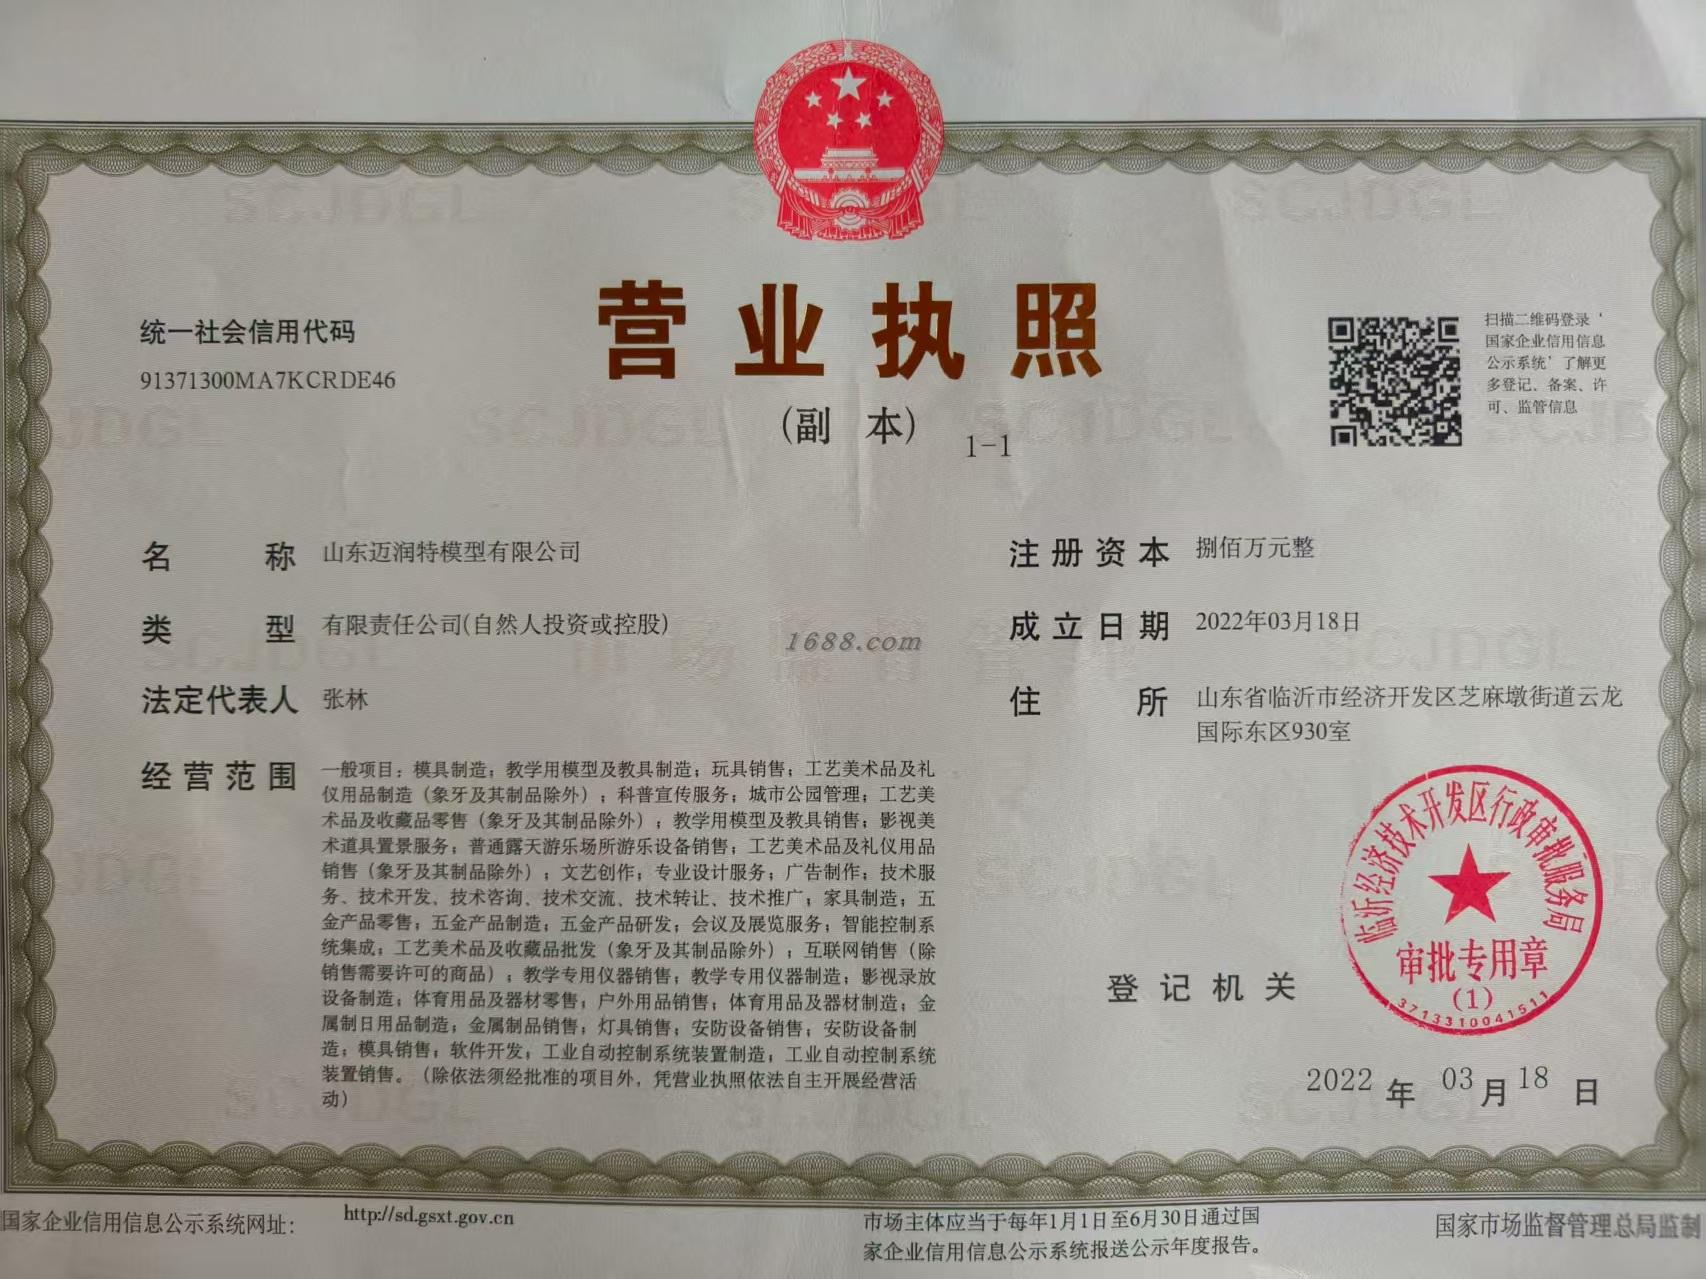 营业执照
(副 本) 1-1
统一社会信用代码
91371300MA7KCRDE46
扫描二维码登录‘
国家企业信用信息
公示系统’了解更
多登记、备案、许
可、监管信息
名称 山东迈润特模型有限公司
类型 有限责任公司(自然人投资或控股)
法定代表人 张林
经营范围 一般项目：模具制造；教学用模型及教具制造；玩具销售；工艺美术品及礼
仪用品制造（象牙及其制品除外）；科普宣传服务；城市公园管理；工艺美
术品及收藏品零售（象牙及其制品除外）；教学用模型及教具销售；影视美
术道具置景服务；普通露天游乐场所游乐设备销售；工艺美术品及礼仪用品
销售（象牙及其制品除外）；文艺创作；专业设计服务；广告制作；技术服
务、技术开发、技术咨询、技术交流、技术转让、技术推广；家具制造；五
金产品零售；五金产品制造；五金产品研发；会议及展览服务；智能控制系
统集成；工艺美术品及收藏品批发（象牙及其制品除外）；互联网销售（除
销售需要许可的商品）；教学专用仪器销售；教学专用仪器制造；影视录放
设备制造；体育用品及器材零售；户外用品销售；体育用品及器材制造；金
属制日用品制造；金属制品销售；灯具销售；安防设备销售；安防设备制
造；模具销售；软件开发；工业自动控制系统装置制造；工业自动控制系统
装置销售。（除依法须经批准的项目外，凭营业执照依法自主开展经营活
动）
注册资本 捌佰万元整
成立日期 2022年03月18日
住所 山东省临沂市经济开发区芝麻墩街道云龙
国际东区930室
1688.com
登记机关
临沂经济技术开发区行政审批服务局
审批专用章
(1)
3713310041511
2022 年 03 月 18 日
国家企业信用信息公示系统网址： http://sd.gsxt.gov.cn
市场主体应当于每年1月1日至6月30日通过国
家企业信用信息公示系统报送公示年度报告。
国家市场监督管理总局监制
SCJDGL
市场监督管理